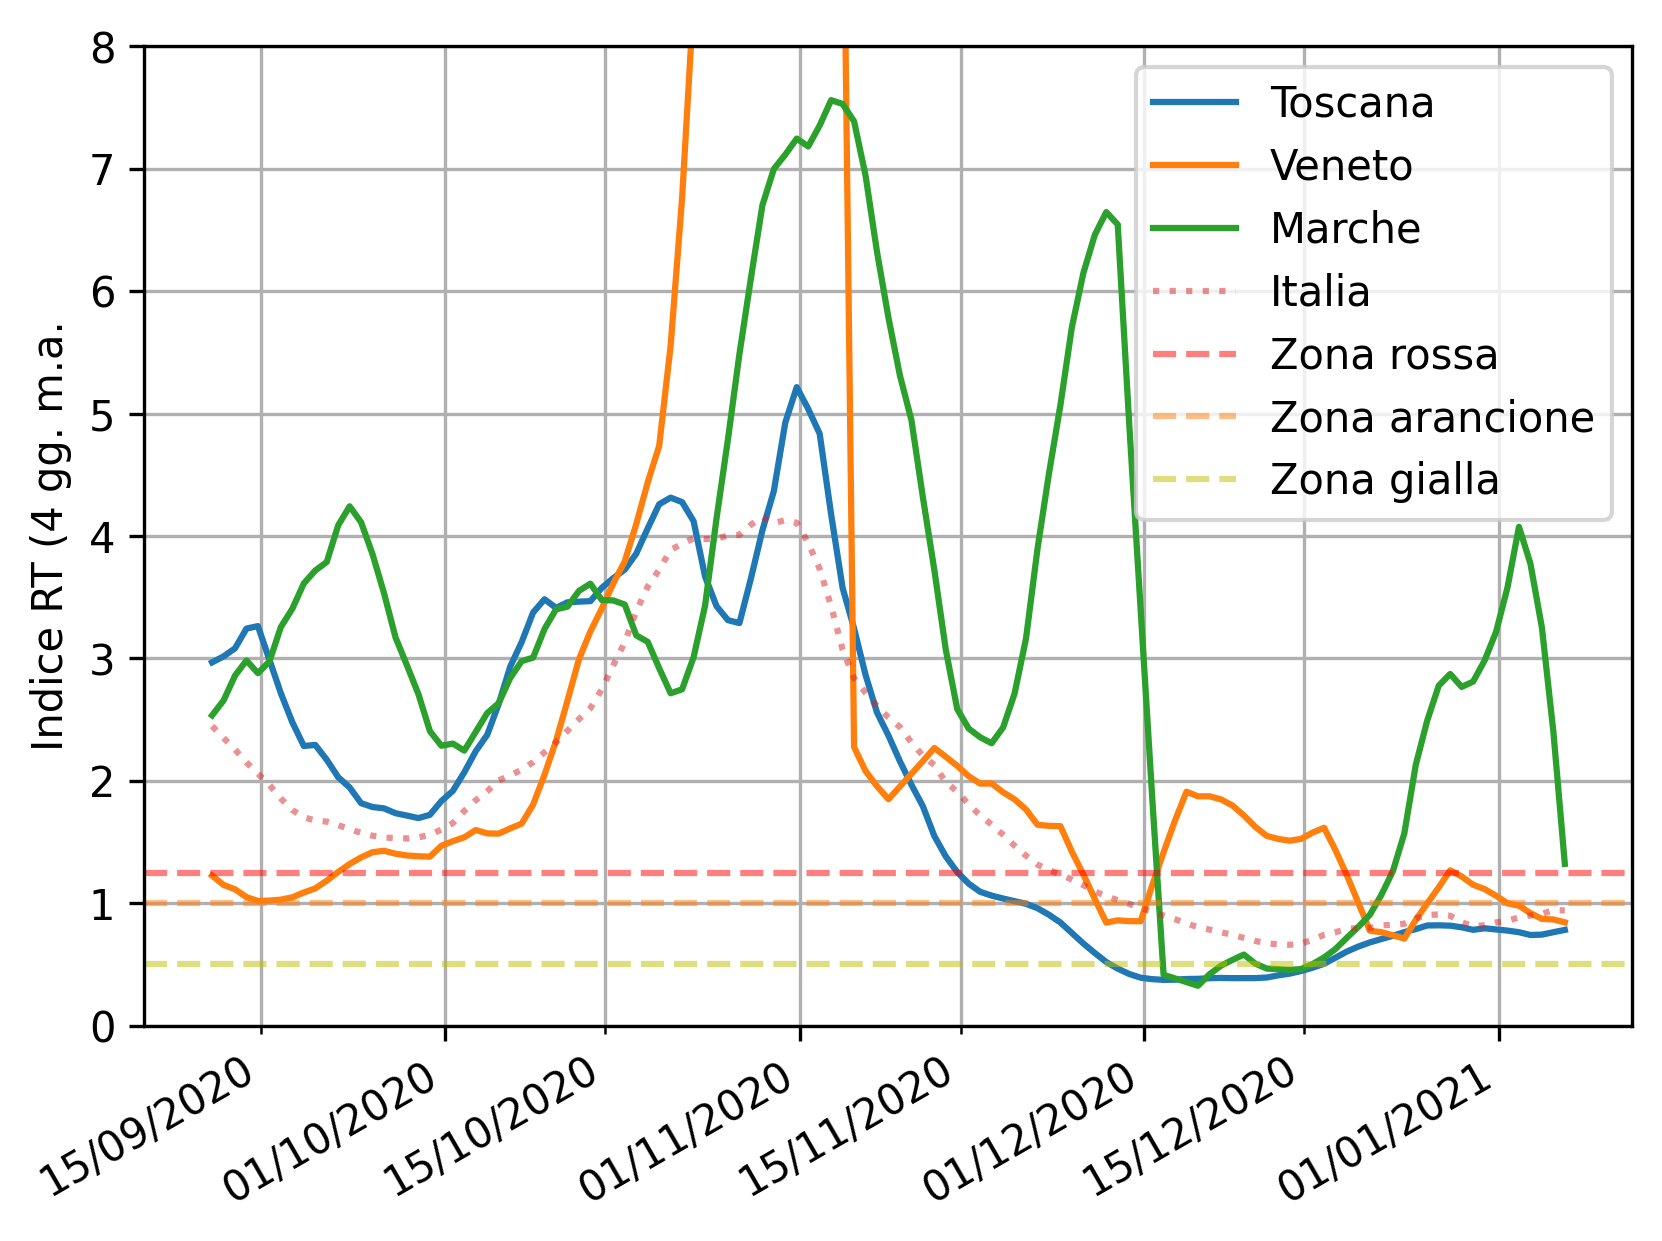 8
7
6
5
4
3
2
1
0
Indice RT (4 gg. m.a.
Toscana
Veneto
Marche
Italia
Zona rossa
Zona arancione
Zona gialla
15/09/2020
01/10/2020
15/10/2020
01/11/2020
15/11/2020
01/12/2020
15/12/2020
01/01/2021